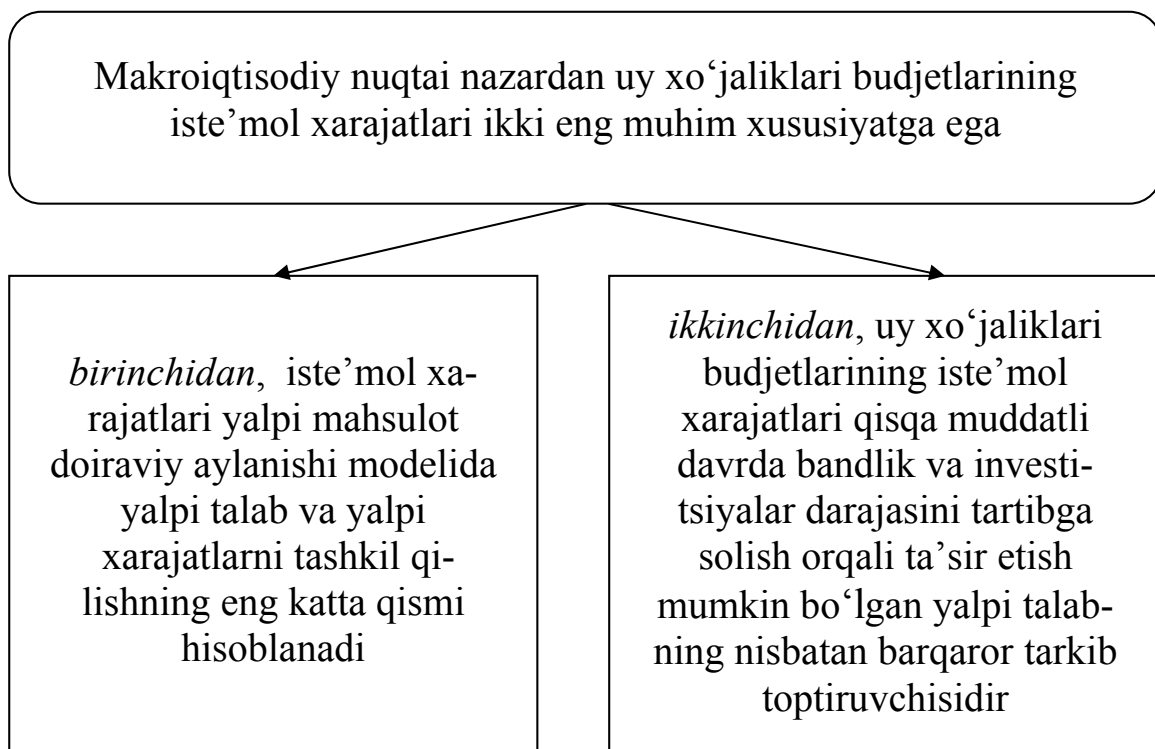 Makroiqtisodiy nuqtai nazardan uy xo‘jaliklari budjetlarining
iste’mol xarajatlari ikki eng muhim xususiyatga ega
birinchidan, iste’mol xa-
rajatlari yalpi mahsulot
doiraviy aylanishi modelida
yalpi talab va yalpi
xarajatlarni tashkil qi-
lishning eng katta qismi
hisoblanadi
ikkinchidan, uy xo‘jaliklari
budjetlarining iste’mol
xarajatlari qisqa muddatli
davrda bandlik va investi-
tsiyalar darajasini tartibga
solish orqali ta’sir etish
mumkin bo‘lgan yalpi talab-
ning nisbatan barqaror tarkib
toptiruvchisidir